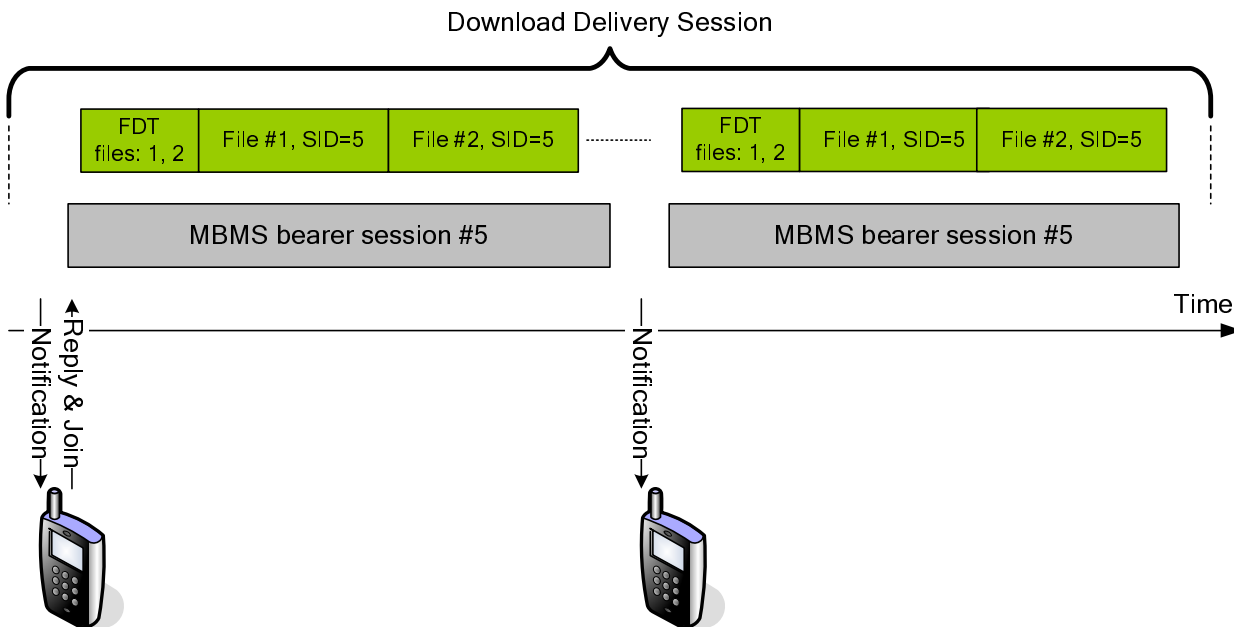 Download Delivery Session
FDT
files: 1, 2
File #1, SID=5
File #2, SID=5
FDT
files: 1, 2
File #1, SID=5
File #2, SID=5
MBMS bearer session #5
MBMS bearer session #5
Time
Notification
Reply & Join
Notification